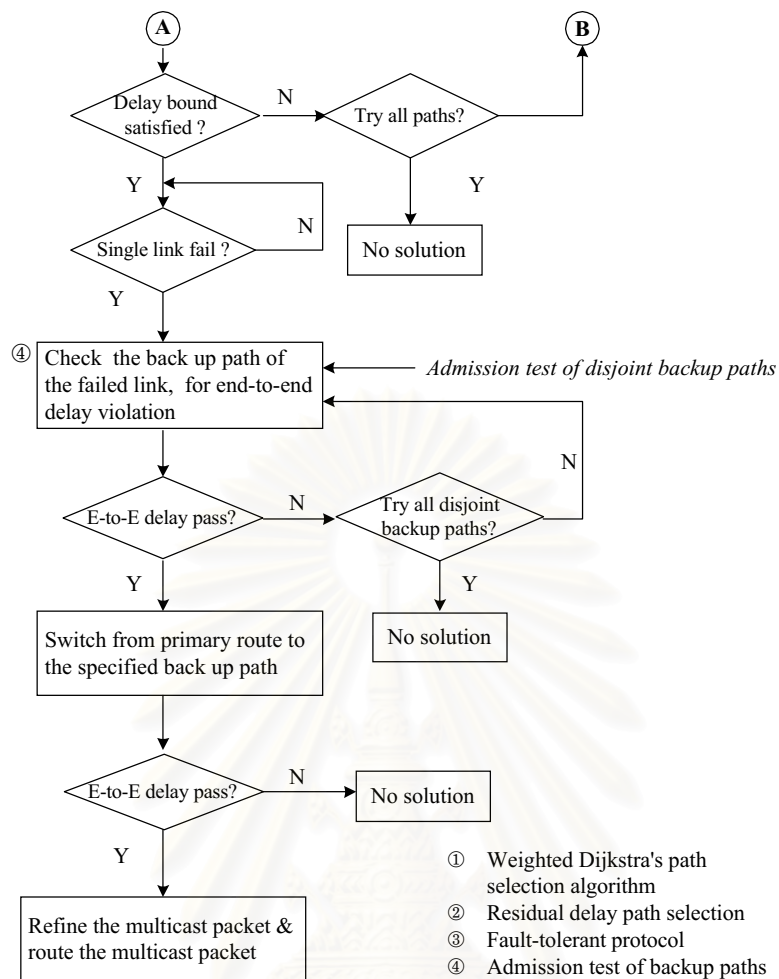 A
B
Delay bound
satisfied ?
N
Try all paths?
Y
Y
N
Single link fail ?
No solution
Y
④
Check the back up path of
the failed link, for end-to-end
delay violation
Admission test of disjoint backup paths
N
E-to-E delay pass?
N
Try all disjoint
backup paths?
Y
Y
Switch from primary route to
the specified back up path
No solution
E-to-E delay pass?
N
No solution
Y
Refine the multicast packet &
route the multicast packet
① Weighted Dijkstra's path
selection algorithm
② Residual delay path selection
③ Fault-tolerant protocol
④ Admission test of backup paths